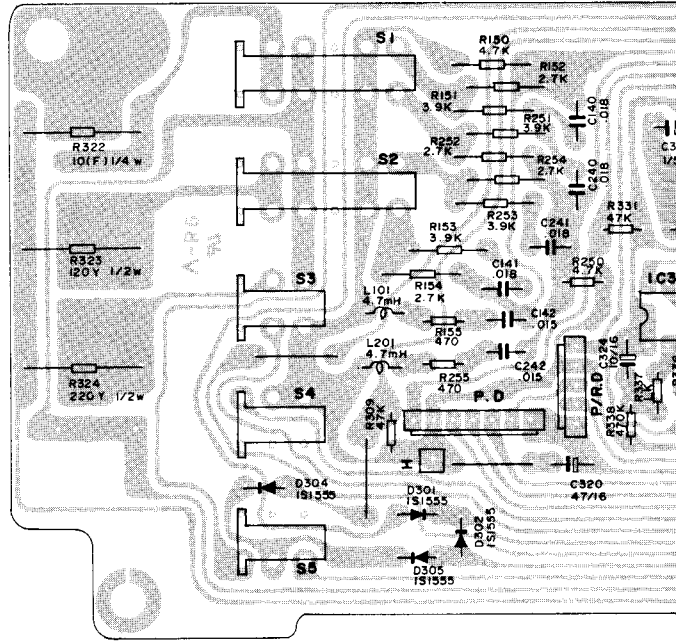 S1
R150
4.7K
R152
2.7K
R151
3.9K
R251
3.9K
C140
.018
R322
10(F) 1/4 W
R252
2.7K
S2
R254
2.7K
C240
.018
R253
3.9K
R331
47K
C241
.018
R153
3.9K
R323
120Y 1/2W
R250
4.7K
IC3
S3
L101
4.7mH
R154
2.7K
C141
.018
R155
470
C142
.015
L201
4.7mH
R255
470
C242
.015
C324
10/16
R324
220Y 1/2W
S4
R309
47K
P.D
P/R.D
R337
1K
R338
470K
H
D304
1S1555
D301
1S1555
C320
47/16
D302
1S1555
S5
D305
1S1555